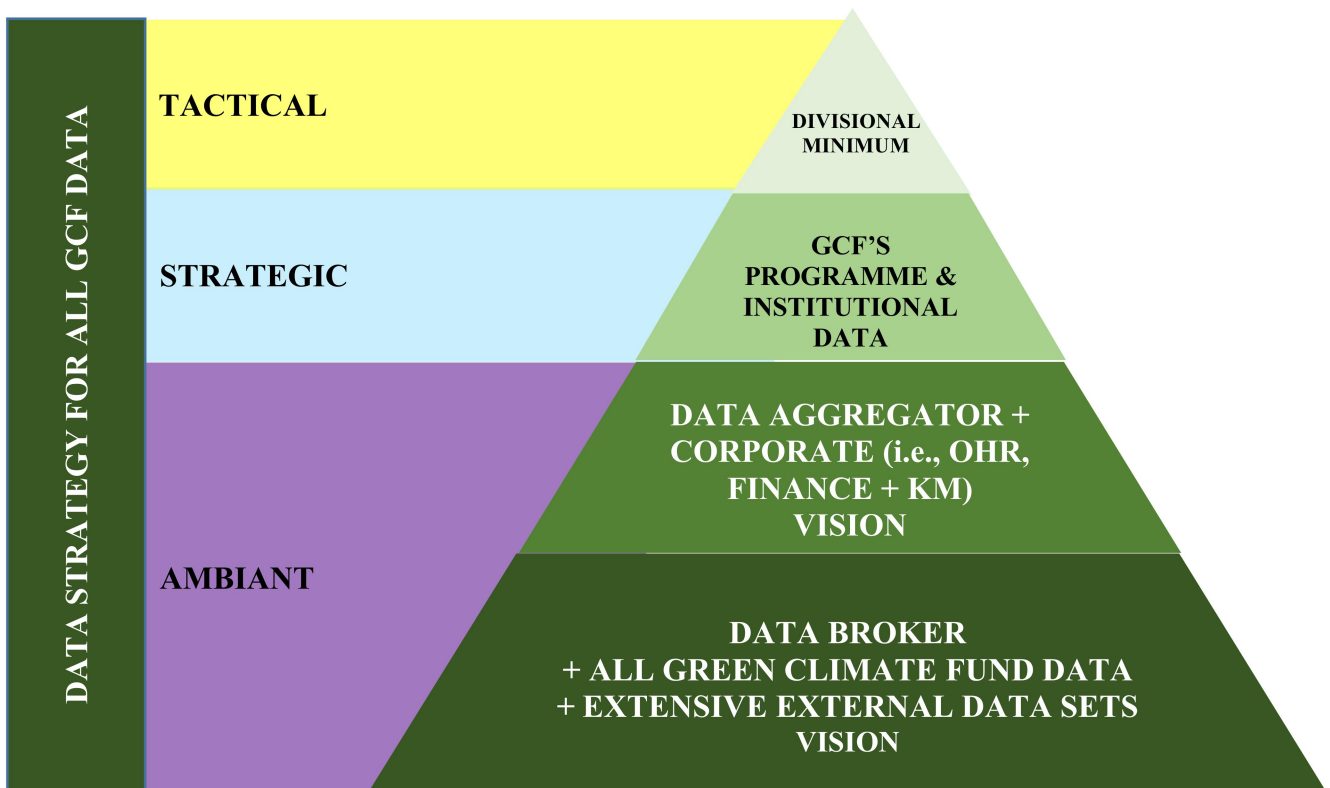 DATA STRATEGY FOR ALL GCF DATA
TACTICAL
DIVISIONAL
MINIMUM
STRATEGIC
GCF’S
PROGRAMME &
INSTITUTIONAL
DATA
AMBIANT
DATA AGGREGATOR +
CORPORATE (i.e., OHR,
FINANCE + KM)
VISION
DATA BROKER
+ ALL GREEN CLIMATE FUND DATA
+ EXTENSIVE EXTERNAL DATA SETS
VISION